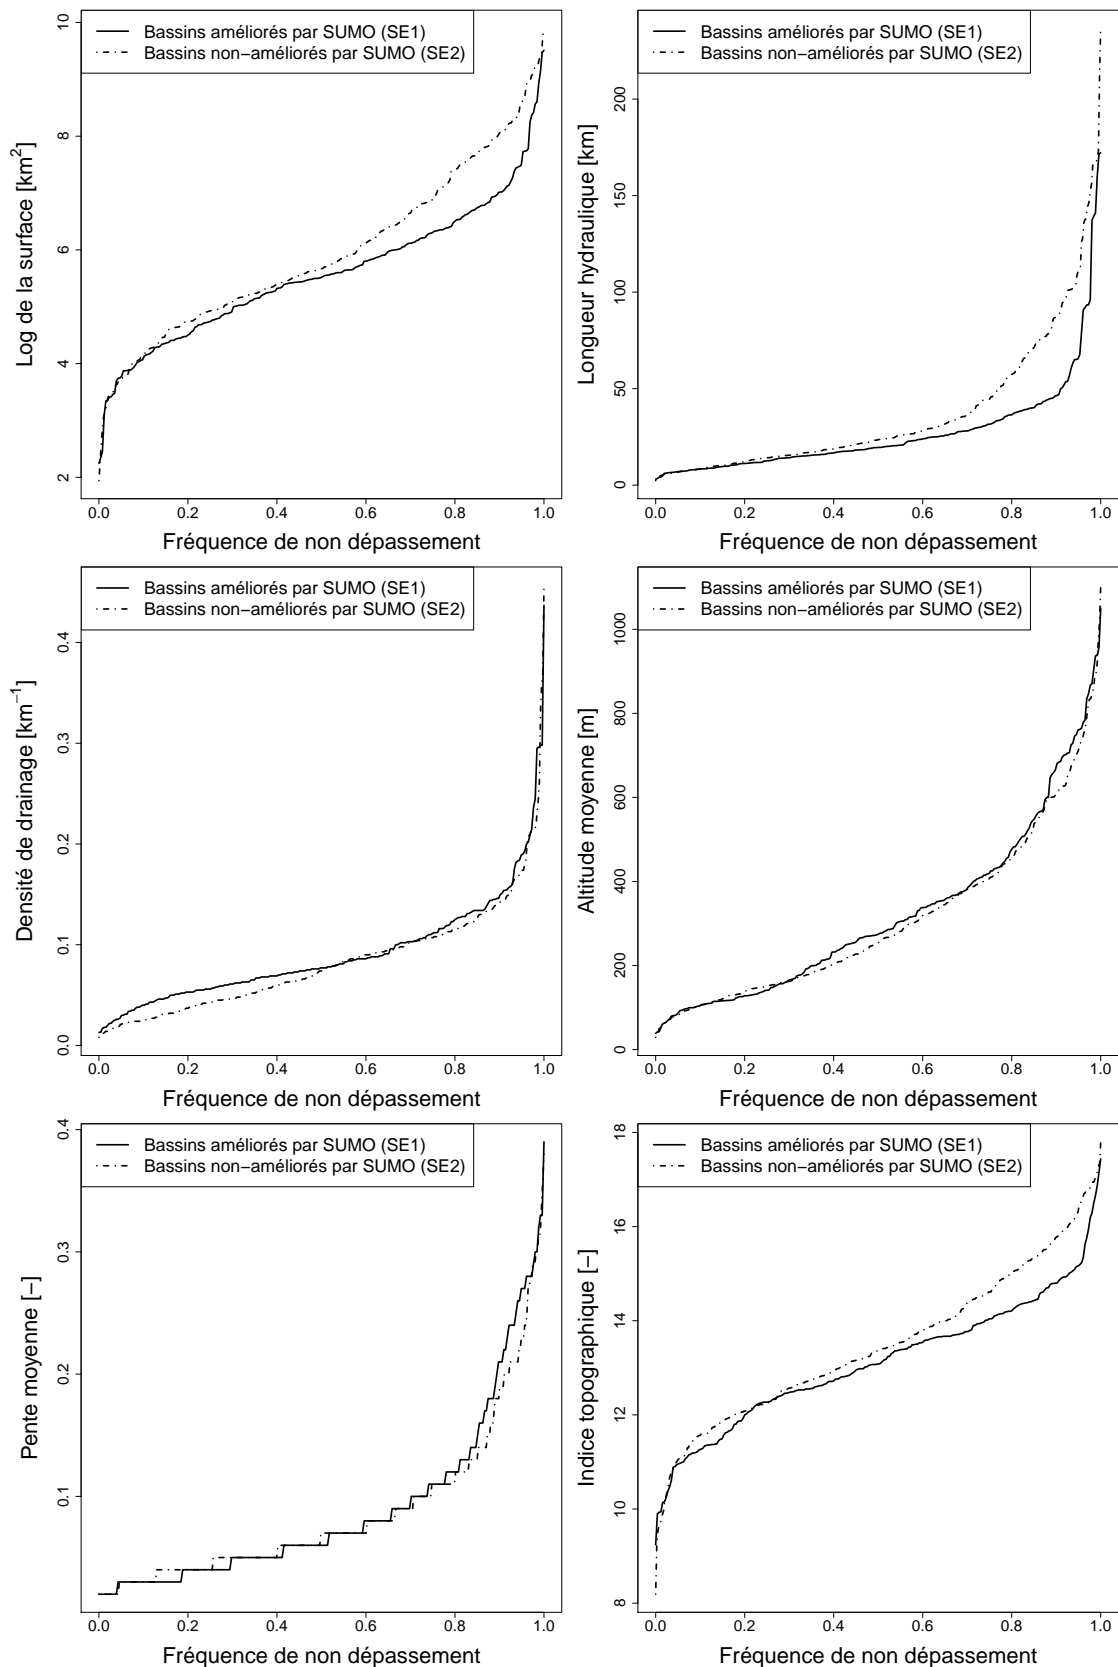 Bassins améliorés par SUMO (SE1)
Bassins non−améliorés par SUMO (SE2)
Log de la surface [km²]
2
4
6
8
10
0.0 0.2 0.4 0.6 0.8 1.0
Fréquence de non dépassement
Bassins améliorés par SUMO (SE1)
Bassins non−améliorés par SUMO (SE2)
Longueur hydraulique [km]
0
50
100
150
200
0.0 0.2 0.4 0.6 0.8 1.0
Fréquence de non dépassement
Bassins améliorés par SUMO (SE1)
Bassins non−améliorés par SUMO (SE2)
Densité de drainage [km⁻¹]
0.0
0.1
0.2
0.3
0.4
0.0 0.2 0.4 0.6 0.8 1.0
Fréquence de non dépassement
Bassins améliorés par SUMO (SE1)
Bassins non−améliorés par SUMO (SE2)
Altitude moyenne [m]
0
200
400
600
800
1000
0.0 0.2 0.4 0.6 0.8 1.0
Fréquence de non dépassement
Bassins améliorés par SUMO (SE1)
Bassins non−améliorés par SUMO (SE2)
Pente moyenne [−]
0.1
0.2
0.3
0.4
0.0 0.2 0.4 0.6 0.8 1.0
Fréquence de non dépassement
Bassins améliorés par SUMO (SE1)
Bassins non−améliorés par SUMO (SE2)
Indice topographique [−]
8
10
12
14
16
18
0.0 0.2 0.4 0.6 0.8 1.0
Fréquence de non dépassement